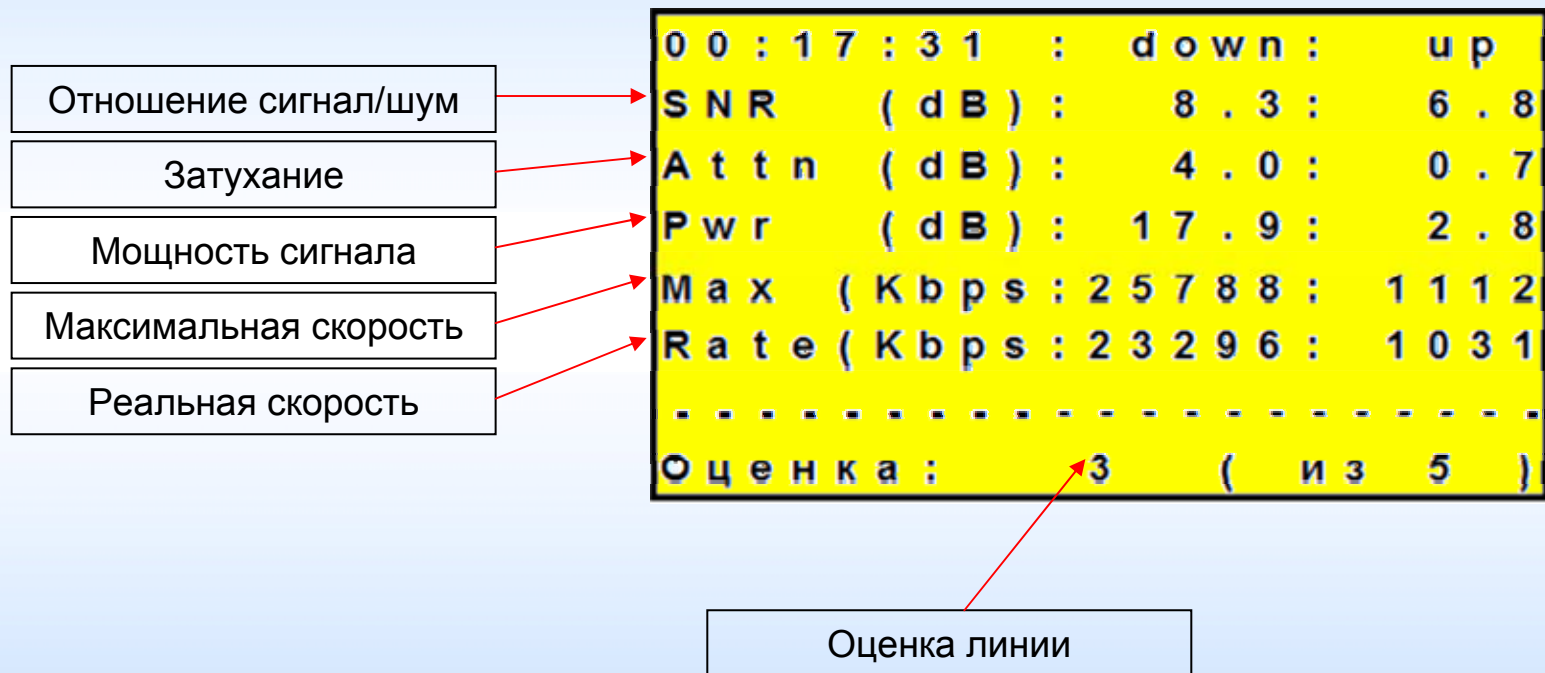 Отношение сигнал/шум
Затухание
Мощность сигнала
Максимальная скорость
Реальная скорость
00:17:31 : down: up
SNR (dB): 8.3: 6.8
Attn (dB): 4.0: 0.7
Pwr (dB): 17.9: 2.8
Max (Kbps:25788: 1112
Rate(Kbps:23296: 1031
---------------------
Оценка: 3 ( из 5 )
Оценка линии